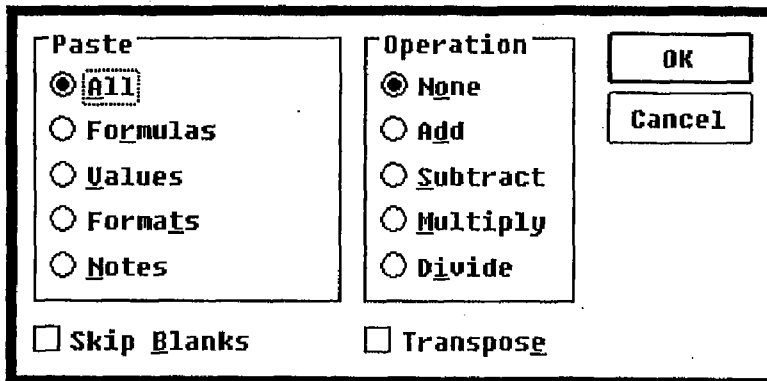 Paste
All
Formulas
Values
Formats
Notes
Operation
None
Add
Subtract
Multiply
Divide
OK
Cancel
Skip Blanks
Transpose